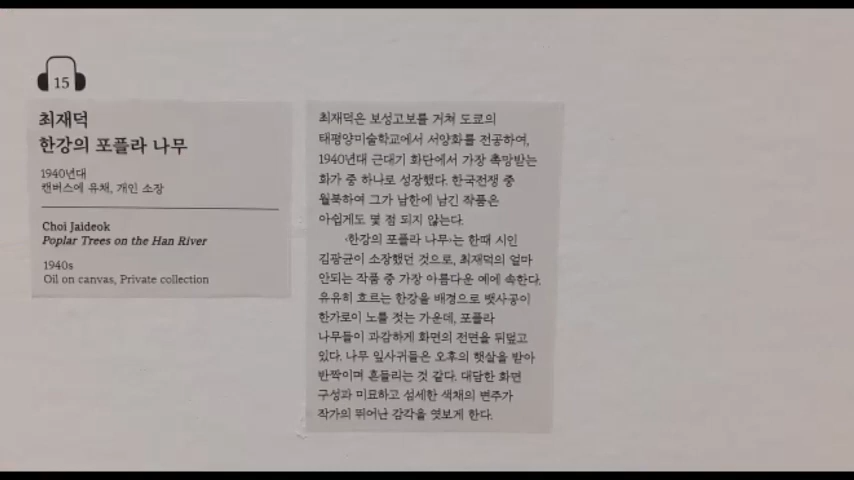 15
최재덕
한강의 포플라 나무
1940년대
캔버스에 유채, 개인 소장
Choi Jaideok
Poplar Trees on the Han River
1940s
Oil on canvas, Private collection
최재덕은 보성고보를 거쳐 도쿄의
태평양미술학교에서 서양화를 전공하여,
1940년대 근대기 화단에서 가장 촉망받는
화가 중 하나로 성장했다. 한국전쟁 중
월북하여 그가 남한에 남긴 작품은
아쉽게도 몇 점 되지 않는다.
〈한강의 포플라 나무〉는 한때 시인
김광균이 소장했던 것으로, 최재덕의 얼마
안되는 작품 중 가장 아름다운 예에 속한다.
유유히 흐르는 한강을 배경으로 뱃사공이
한가로이 노를 젓는 가운데, 포플라
나무들이 과감하게 화면의 전면을 뒤덮고
있다. 나무 잎사귀들은 오후의 햇살을 받아
반짝이며 흔들리는 것 같다. 대담한 화면
구성과 미묘하고 섬세한 색채의 변주가
작가의 뛰어난 감각을 엿보게 한다.